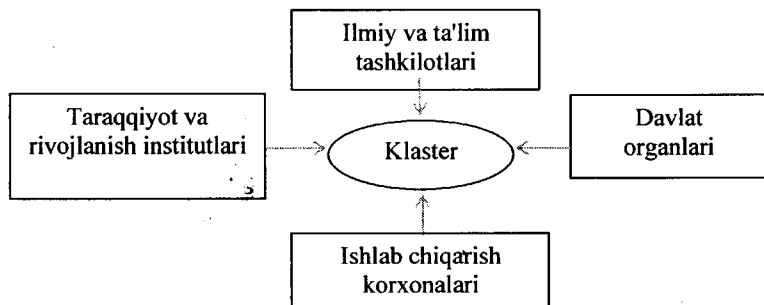 Ilmiy va ta'lim
tashkilotlari
Taraqqiyot va
rivojlanish institutlari
Klaster
Davlat
organlari
Ishlab chiqarish
korxonalari